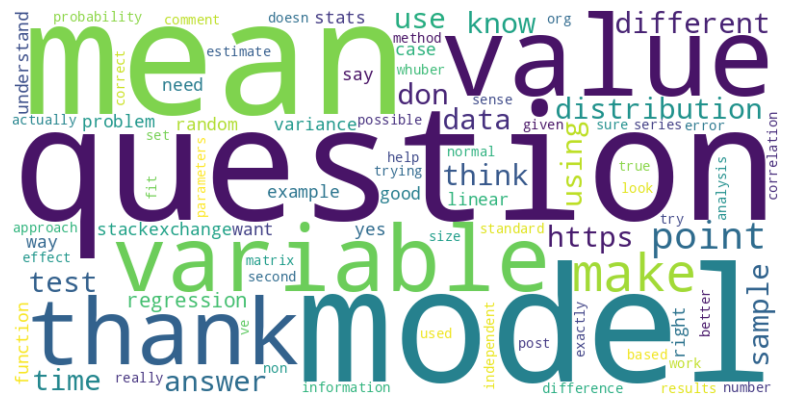 probability
comment
doesn
stats
use
know
org
different
understand
mean
correct
estimate
need
say
method
case
whuber
don
sense
value
actually
problem
random
variance
possible
data
given
distribution
sure
series
error
correlation
question
set
fit
parameters
example
help
trying
good
normal
linear
think
using
true
look
analysis
approach
way
effect
stackexchange
want
yes
size
standard
https
try
point
variable
matrix
second
test
make
regression
thank
model
function
time
really
answer
ve
non
information
used
post
independent
difference
exactly
based
work
results
right
better
number
sample